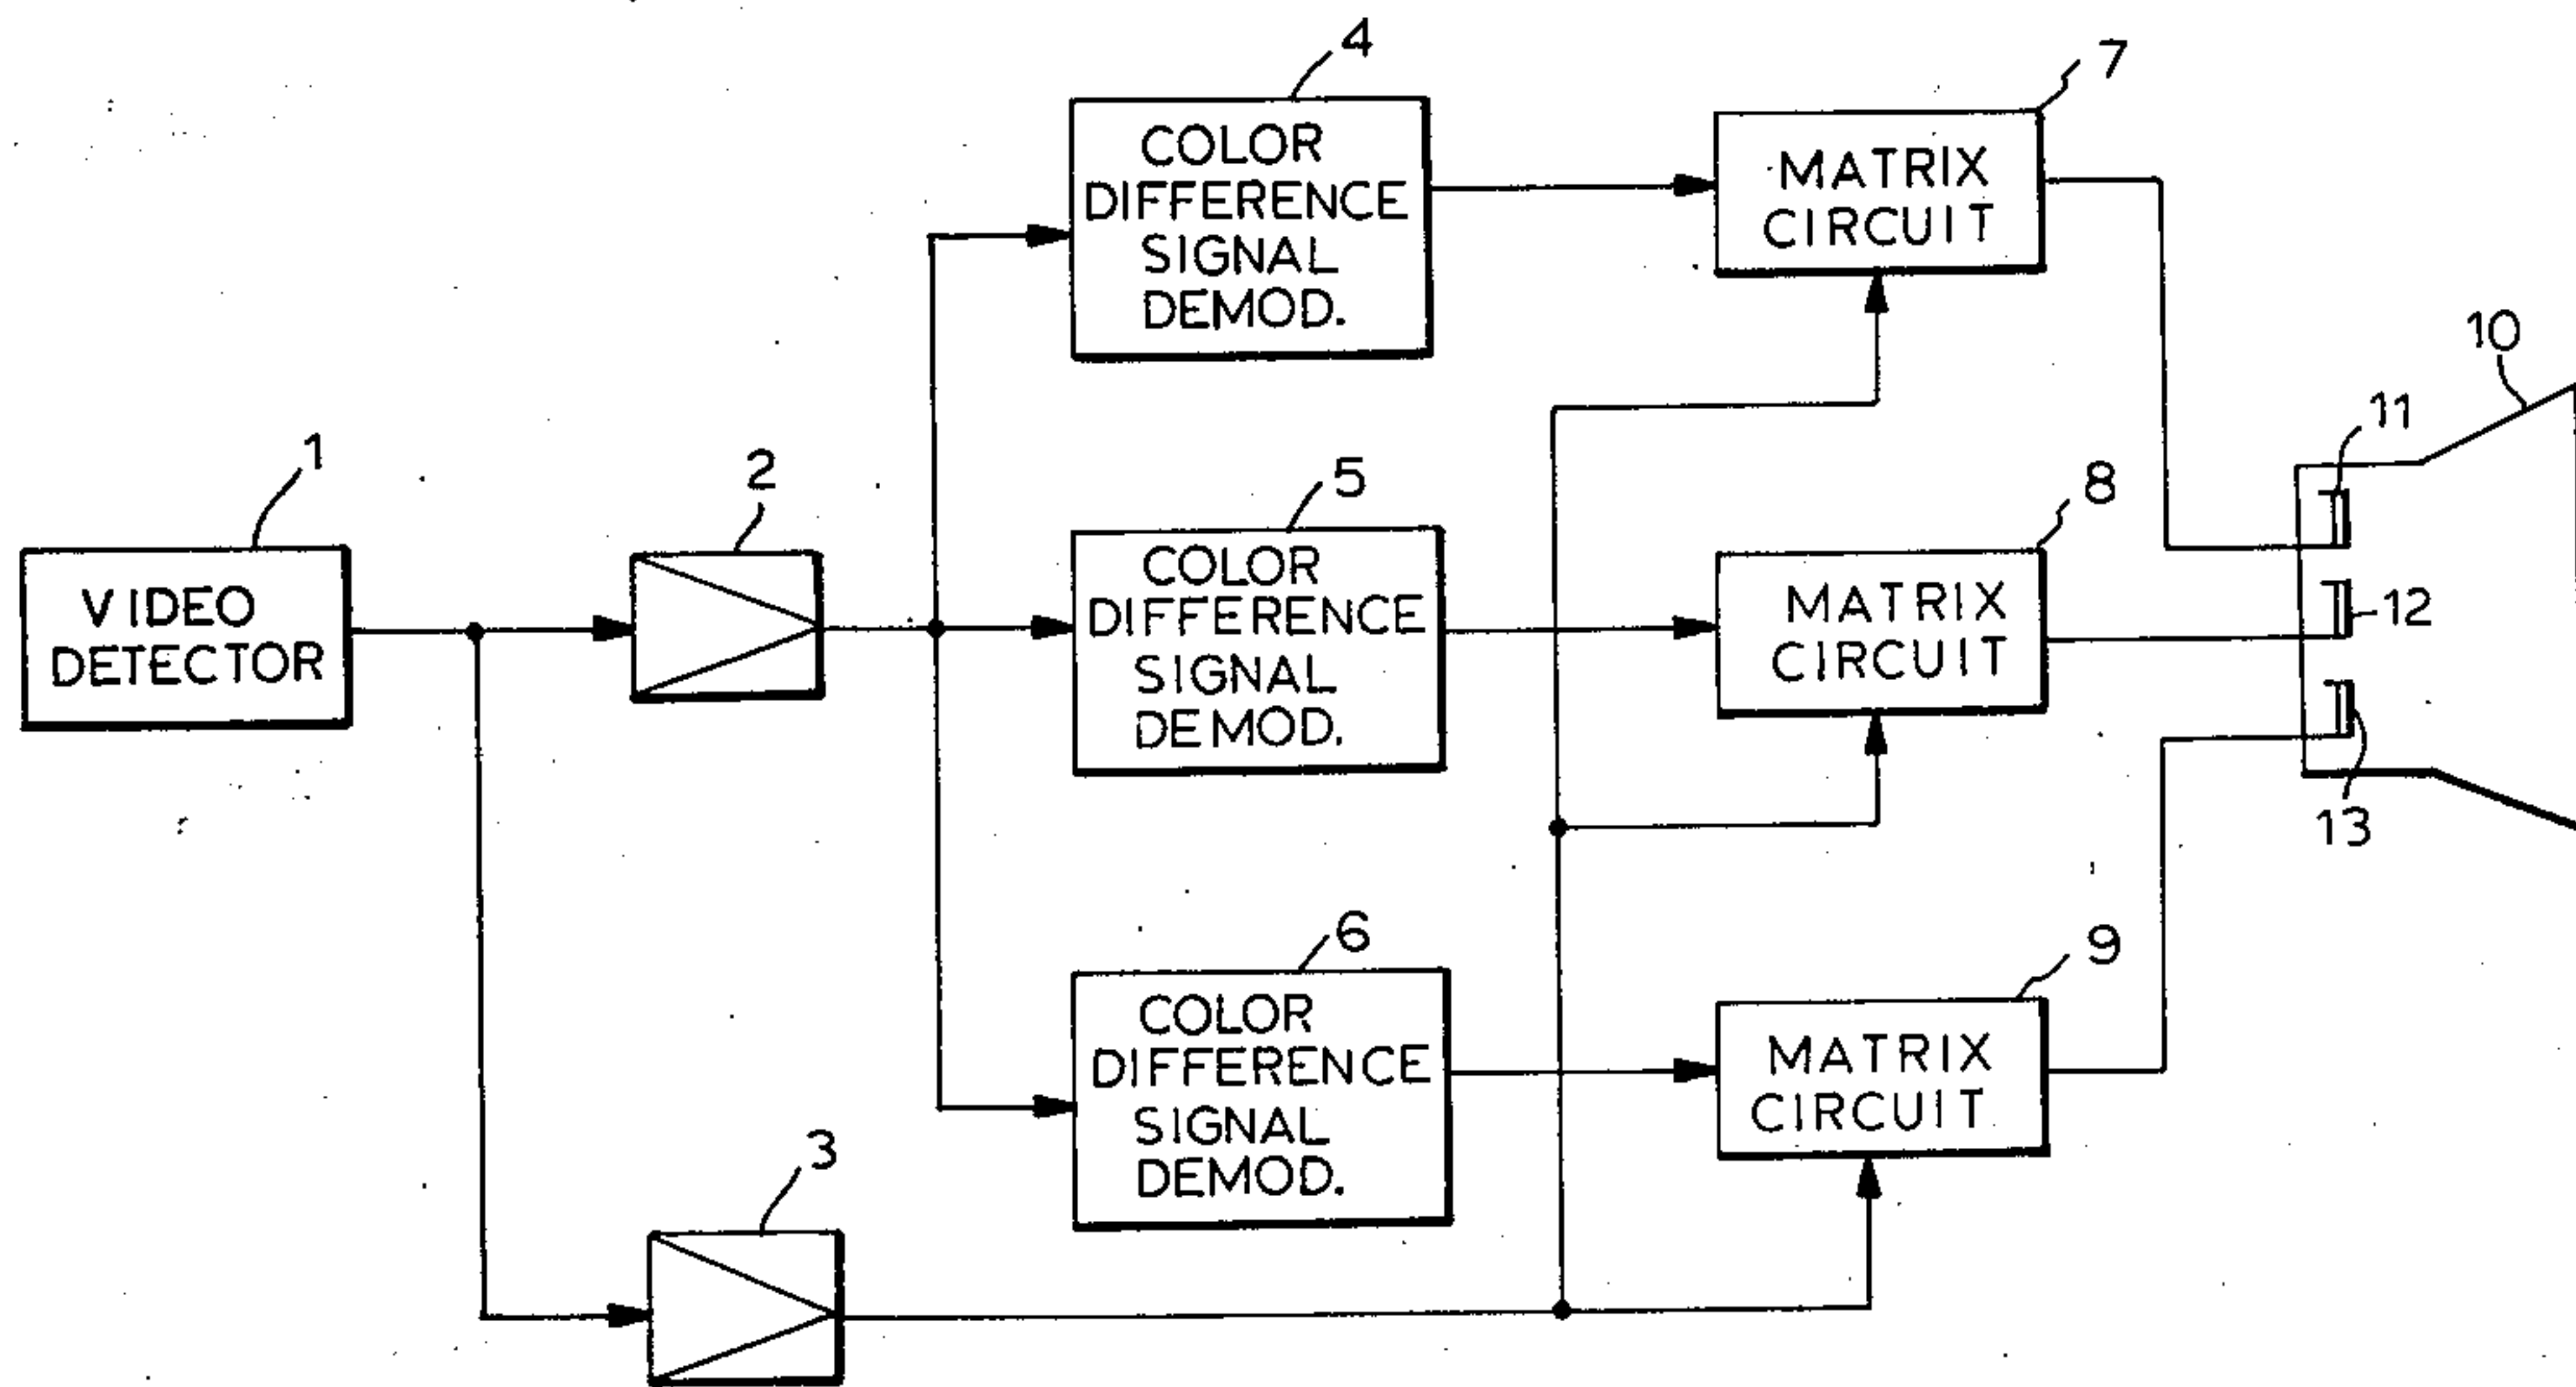 4
7
COLOR
DIFFERENCE
SIGNAL
DEMOD.
MATRIX
CIRCUIT
10
11
1
2
5
8
VIDEO
DETECTOR
COLOR
DIFFERENCE
SIGNAL
DEMOD.
MATRIX
CIRCUIT
12
13
6
9
COLOR
DIFFERENCE
SIGNAL
DEMOD.
MATRIX
CIRCUIT
3